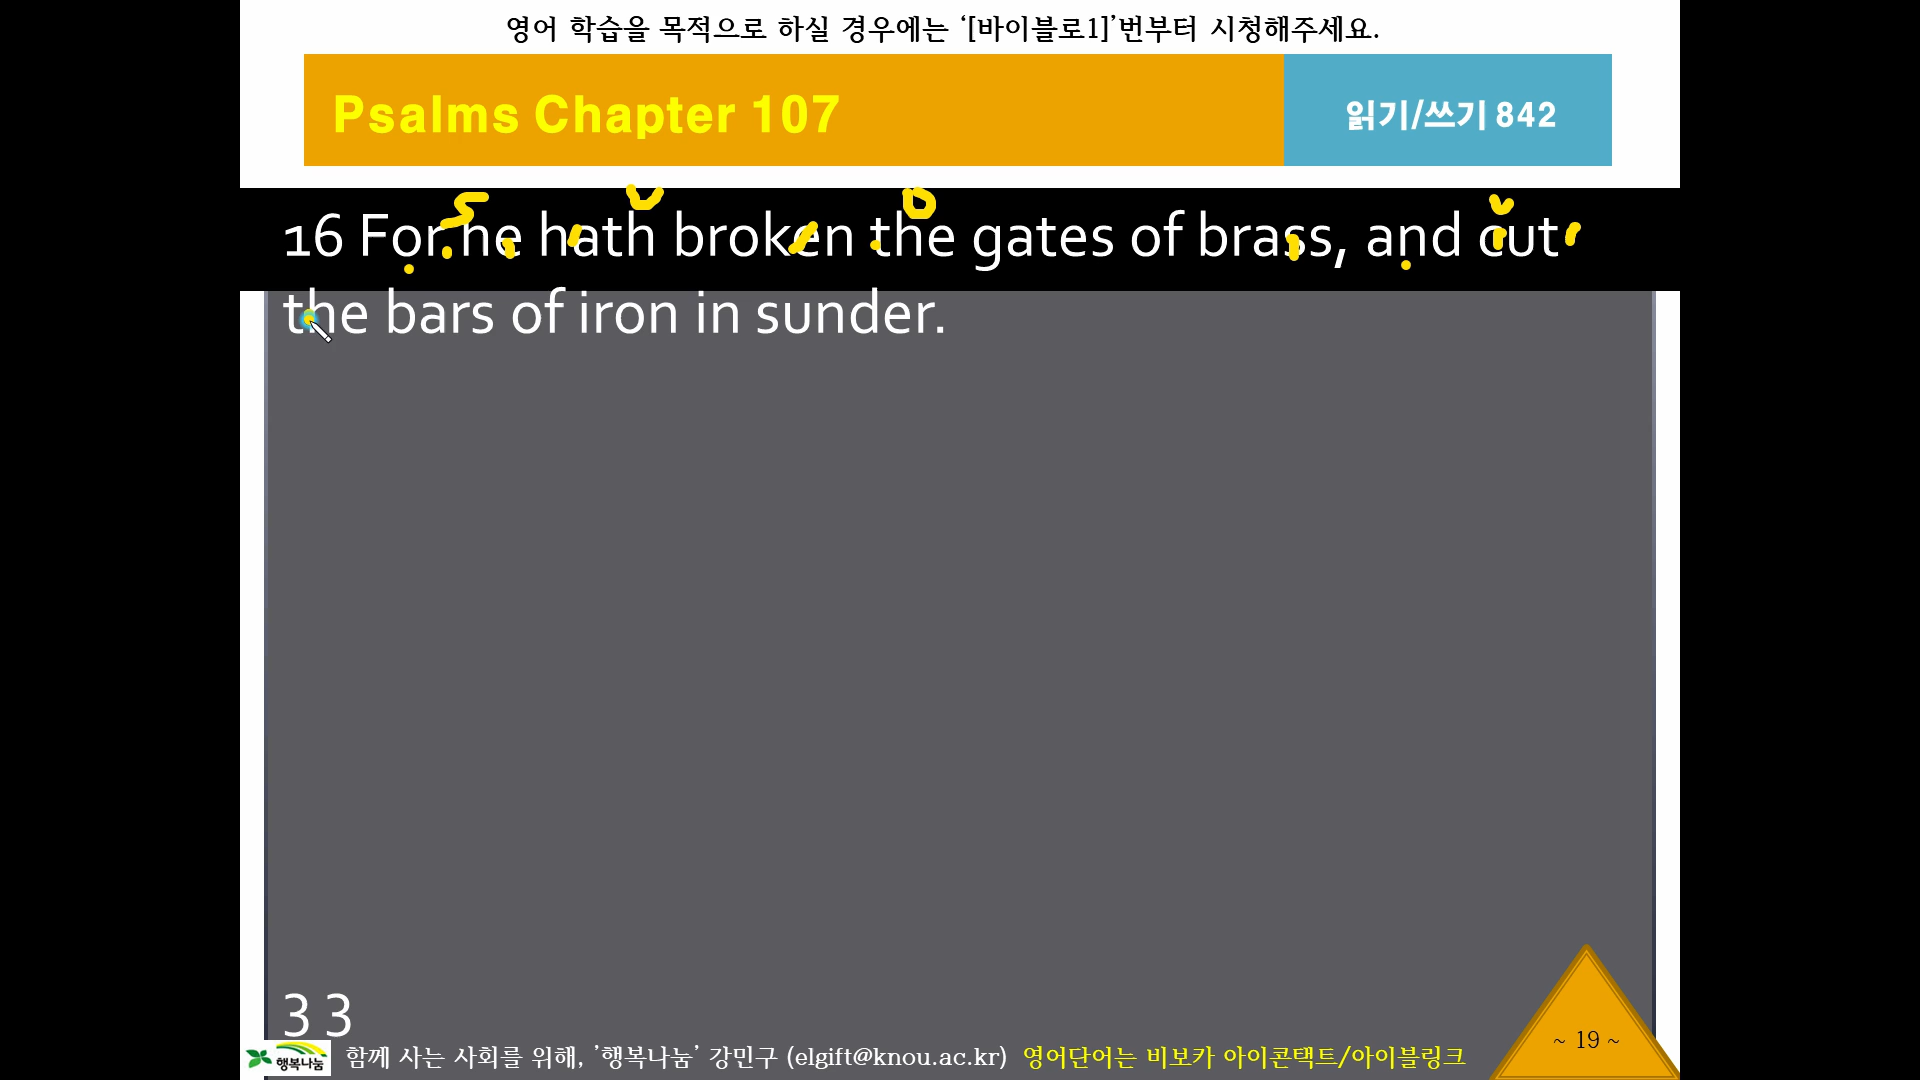 영어 학습을 목적으로 하실 경우에는 ‘[바이블로1]’번부터 시청해주세요.
Psalms Chapter 107
읽기/쓰기 842
16 For he hath broken the gates of brass, and cut
the bars of iron in sunder.
3 3
행복나눔
함께 사는 사회를 위해, ’행복나눔’ 강민구 (elgift@knou.ac.kr) 영어단어는 비보카 아이콘택트/아이블링크
~ 19 ~